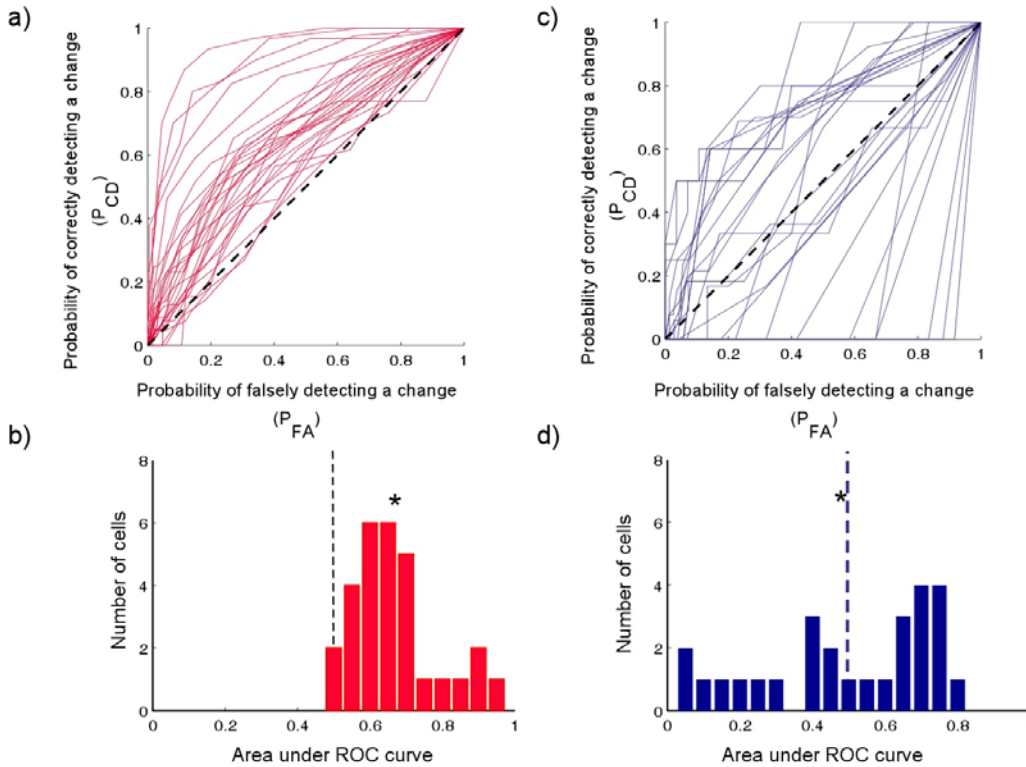 a)
Probability of correctly detecting a change
(P_CD)
1
0.8
0.6
0.4
0.2
0
0 0.2 0.4 0.6 0.8 1
Probability of falsely detecting a change
(P_FA)
c)
Probability of correctly detecting a change
(P_CD)
1
0.8
0.6
0.4
0.2
0
0 0.2 0.4 0.6 0.8 1
Probability of falsely detecting a change
(P_FA)
b)
Number of cells
8
6
4
2
0
*
0 0.2 0.4 0.6 0.8 1
Area under ROC curve
d)
Number of cells
8
6
4
2
0
*
0 0.2 0.4 0.6 0.8
Area under ROC curve